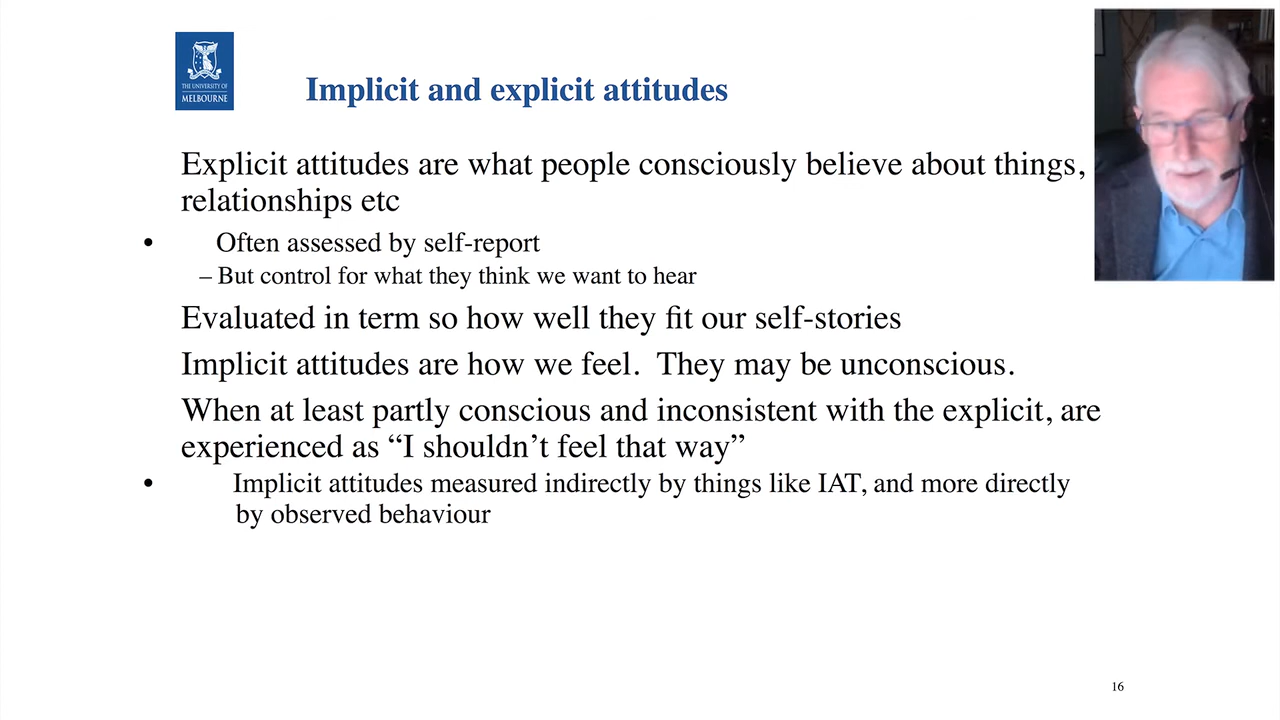 THE UNIVERSITY OF
MELBOURNE
Implicit and explicit attitudes
Explicit attitudes are what people consciously believe about things,
relationships etc
• Often assessed by self-report
– But control for what they think we want to hear
Evaluated in term so how well they fit our self-stories
Implicit attitudes are how we feel.  They may be unconscious.
When at least partly conscious and inconsistent with the explicit, are
experienced as “I shouldn’t feel that way”
• Implicit attitudes measured indirectly by things like IAT, and more directly
by observed behaviour
16